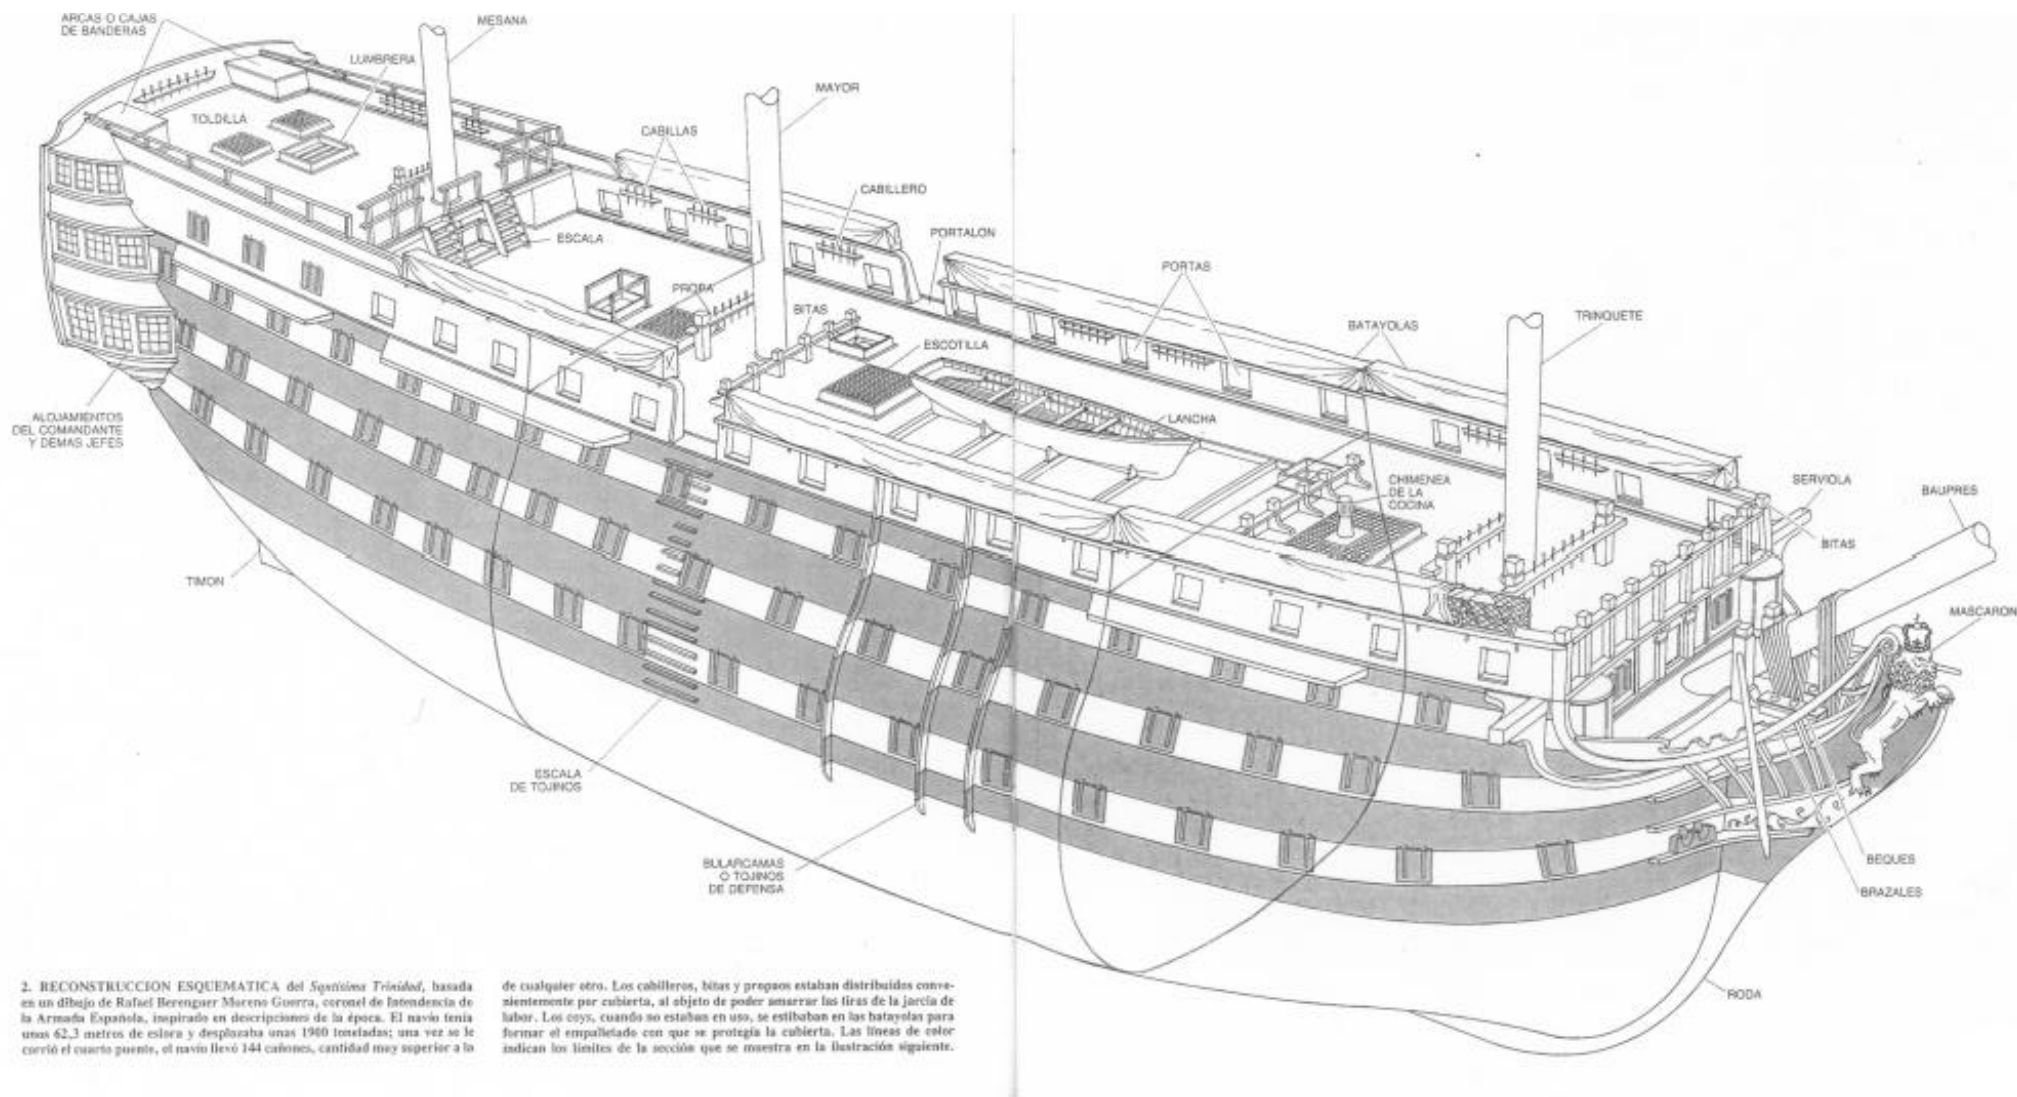 ARCAS O CAJAS
DE BANDERAS
MESANA
LUMBRERA
MAYOR
TOLDILLA
CABILLAS
CABILLERO
ESCALA
PORTALON
PROPA
BITAS
PORTAS
ESCOTILLA
BATAYOLAS
TRINQUETE
LANCHA
ALOJAMIENTOS
DEL COMANDANTE
Y DEMAS JEFES
CHIMENEA
DE LA
COCINA
SERVIOLA
BAUPRES
BITAS
TIMON
MASCARON
ESCALA
DE TOJINOS
BULARCAMAS
O TOJINOS
DE DEFENSA
BEQUES
BRAZALES
RODA
2. RECONSTRUCCION ESQUEMATICA del Santísima Trinidad, basada
en un dibujo de Rafael Berenguer Moreno Guerra, coronel de Intendencia de
la Armada Española, inspirado en descripciones de la época. El navío tenía
unos 62,3 metros de eslora y desplazaba unas 1900 toneladas; una vez se le
corrió el cuarto puente, el navío llevó 144 cañones, cantidad muy superior a la
de cualquier otro. Los cabilleros, bitas y propaos estaban distribuidos conve-
nientemente por cubierta, al objeto de poder amarrar las tiras de la jarcia de
labor. Los coys, cuando no estaban en uso, se estibaban en las batayolas para
formar el empalletado con que se protegía la cubierta. Las líneas de color
indican los límites de la sección que se muestra en la ilustración siguiente.